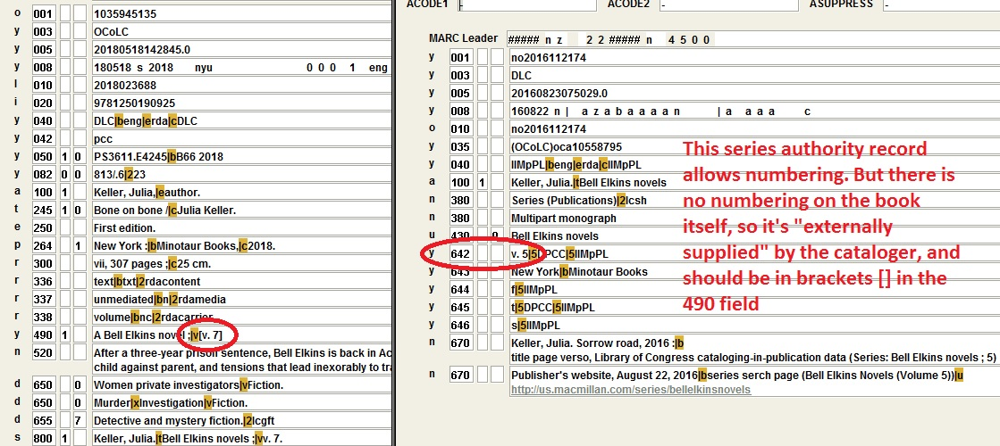 o 001 1035945135
y 003 OCoLC
y 005 20180518142845.0
y 008 180518 s 2018 nyu 0 0 0 1 eng
l 010 2018023688
i 020 9781250190925
y 040 DLC|beng|erda|cDLC
y 042 pcc
y 050 1 0 PS3611.E4245|bB66 2018
y 082 0 0 813/.6|223
a 100 1 Keller, Julia,|eauthor.
t 245 1 0 Bone on bone /|cJulia Keller.
e 250 First edition.
p 264 1 New York :|bMinotaur Books,|c2018.
r 300 vii, 307 pages ;|c25 cm.
r 336 text|btxt|2rdacontent
r 337 unmediated|bn|2rdamedia
r 338 volume|bnc|2rdacarrier
y 490 1 A Bell Elkins novel ;|v[v. 7]
n 520 After a three-year prison sentence, Bell Elkins is back in Ac
child against parent, and tensions that lead inexorably to tra
d 650 0 Women private investigators|vFiction.
d 650 0 Murder|xInvestigation|vFiction.
d 655 7 Detective and mystery fiction.|2lcgft
s 800 1 Keller, Julia.|tBell Elkins novels ;|vv. 7.
ACODE1 - ACODE2 - ASUPPRESS -
MARC Leader ##### n z 2 2 ##### n 4 5 0 0
y 001 no2016112174
y 003 DLC
y 005 20160823075029.0
y 008 160822 n | a z a b a a a n |a a a a c
o 010 no2016112174
y 035 (OCoLC)oca10558795
y 040 IlMpPL|beng|erda|cIlMpPL
a 100 1 Keller, Julia.|tBell Elkins novels
n 380 Series (Publications)|2lcsh
n 380 Multipart monograph
u 430 0 Bell Elkins novels
y 642 v. 5|5DPCC|5IlMpPL
y 643 New York|bMinotaur Books
y 644 f|5IlMpPL
y 645 t|5DPCC|5IlMpPL
y 646 s|5IlMpPL
n 670 Keller, Julia. Sorrow road, 2016 :|b
title page verso, Library of Congress cataloging-in-publication data (Series: Bell Elkins novels ; 5)
n 670 Publisher's website, August 22, 2016|bseries serch page (Bell Elkins Novels (Volume 5))|u
http://us.macmillan.com/series/bellelkinsnovels
This series authority record
allows numbering. But there is
no numbering on the book
itself, so it's "externally
supplied" by the cataloger, and
should be in brackets [] in the
490 field